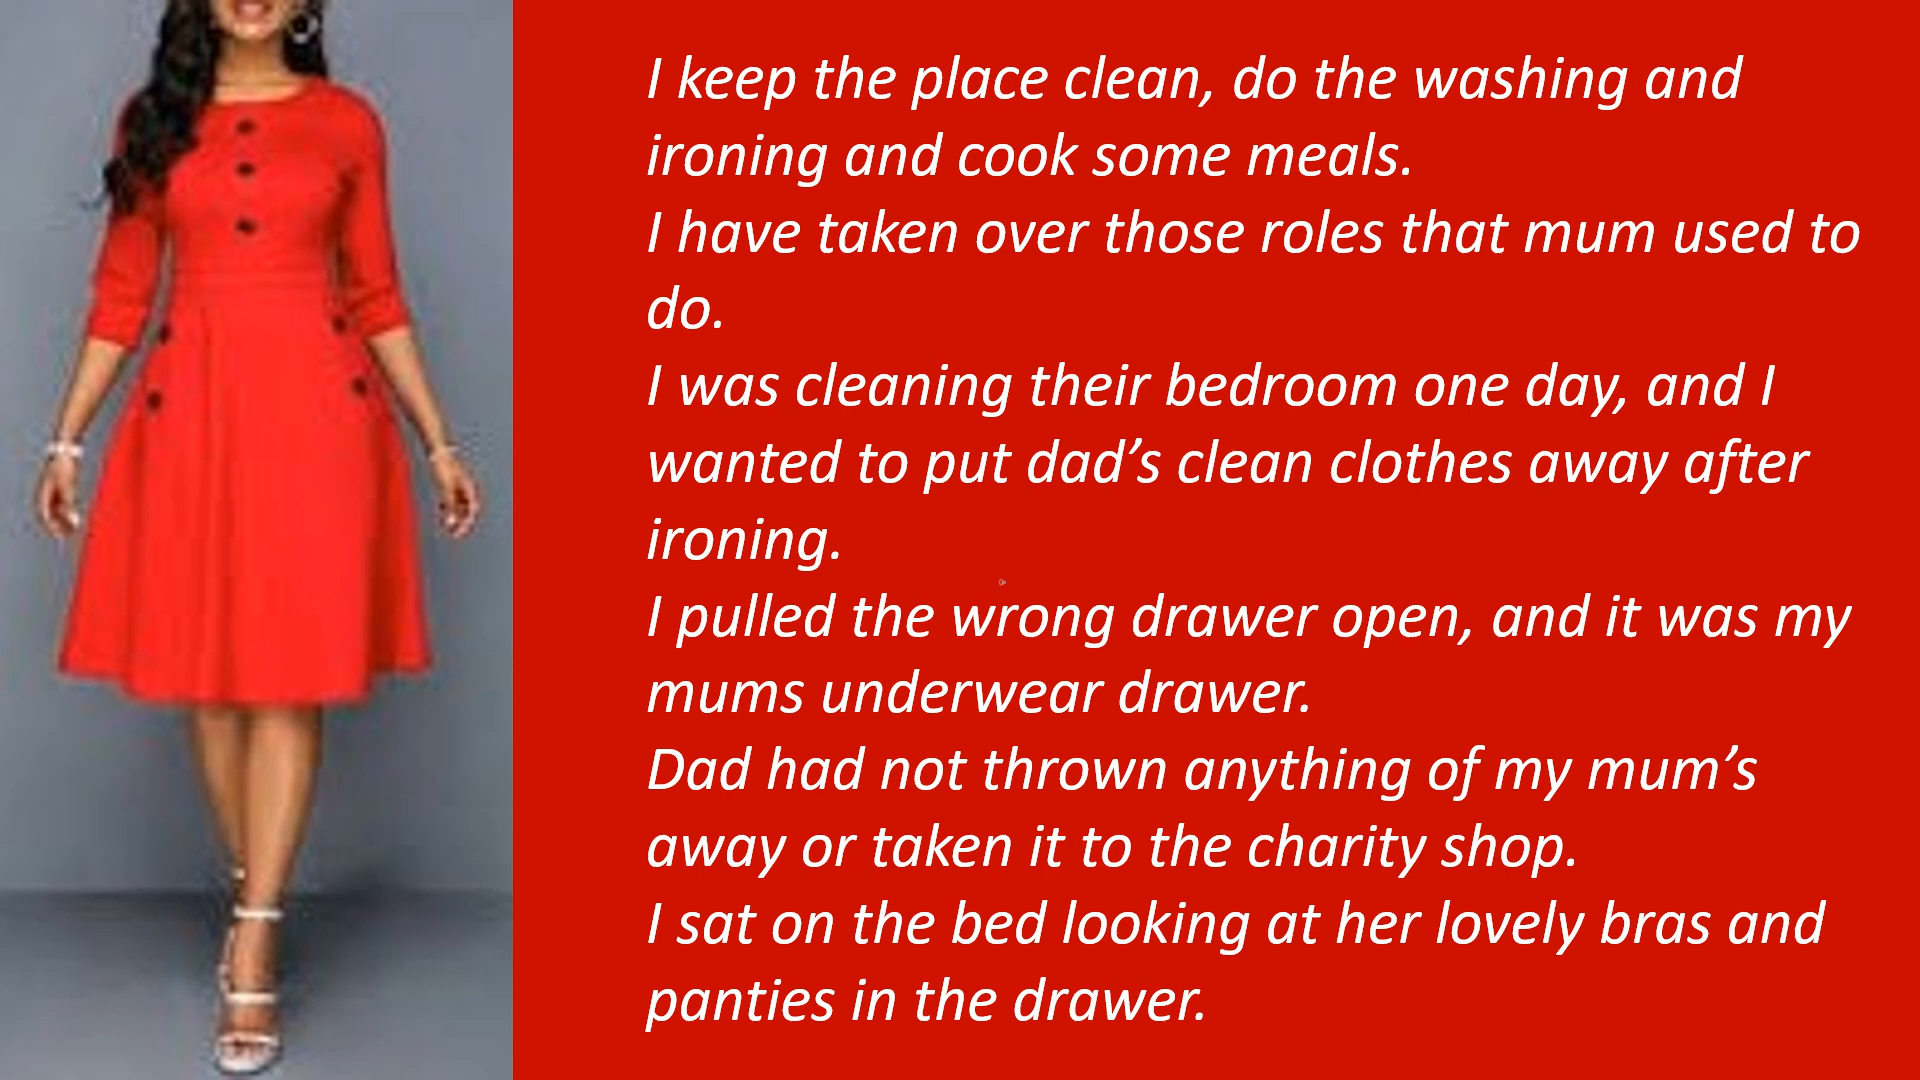 I keep the place clean, do the washing and
ironing and cook some meals.
I have taken over those roles that mum used to
do.
I was cleaning their bedroom one day, and I
wanted to put dad’s clean clothes away after
ironing.
I pulled the wrong drawer open, and it was my
mums underwear drawer.
Dad had not thrown anything of my mum’s
away or taken it to the charity shop.
I sat on the bed looking at her lovely bras and
panties in the drawer.